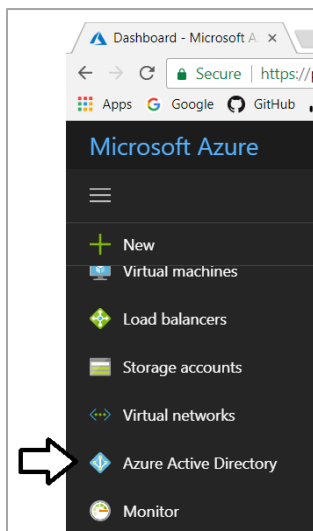 Dashboard - Microsoft A
Secure | https://
Apps Google GitHub
Microsoft Azure
New
Virtual machines
Load balancers
Storage accounts
Virtual networks
Azure Active Directory
Monitor